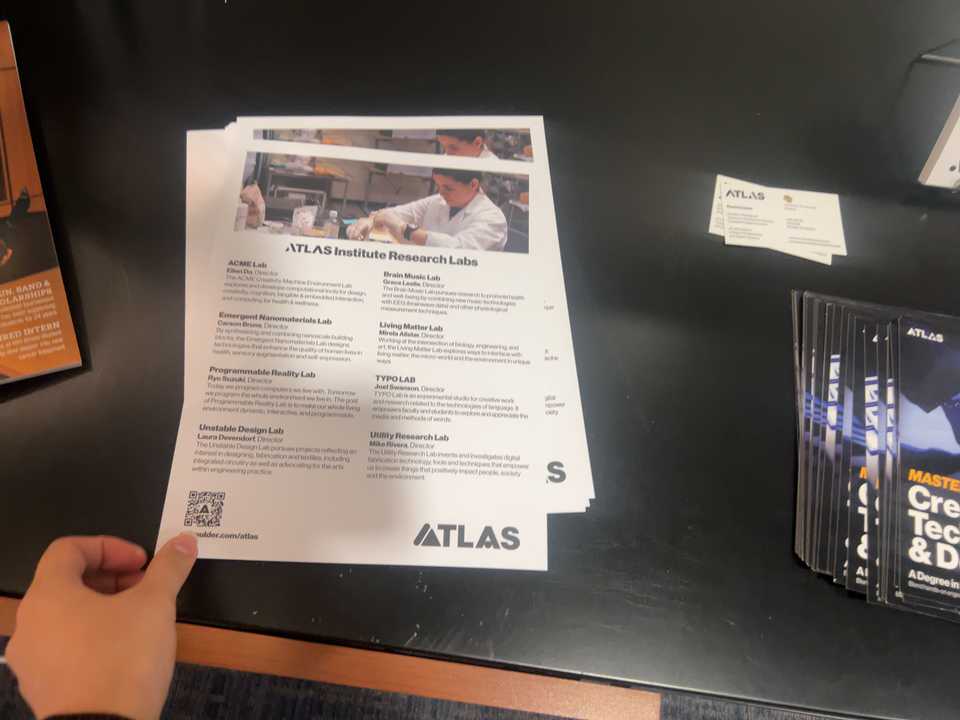 ATLAS Institute Research Labs
ACME Lab
Ellen Do, Director
The ACME Creativity Machine Environment Lab
explores and develops computational tools for design,
creativity, cognition, tangible & embedded interaction,
and computing for health & wellness.
Emergent Nanomaterials Lab
Carson Bruns, Director
By synthesizing and combining nanoscale building
blocks, the Emergent Nanomaterials Lab designs
technologies that enhance the quality of human lives in
health, sensory augmentation and self-expression.
Programmable Reality Lab
Ryo Suzuki, Director
Today we program computers we live with. Tomorrow
we program the whole environment we live in. The goal
of Programmable Reality Lab is to make our whole living
environment dynamic, interactive, and programmable.
Unstable Design Lab
Laura Devendorf, Director
The Unstable Design Lab pursues projects reflecting an
interest in designing, fabrication and textiles, including
integrated circuitry as well as advocating for the arts
within engineering practice.
Brain Music Lab
Grace Leslie, Director
The Brain Music Lab pursues research to promote health
and well-being by combining new music technologies
with EEG (brainwave data) and other physiological
measurement techniques.
Living Matter Lab
Mirela Alistar, Director
Working at the intersection of biology, engineering, and
art, the Living Matter Lab explores ways to interface with
living matter, the micro-world and the environment in unique
ways
TYPO LAB
Joel Swanson, Director
TYPO Lab is an experimental studio for creative work
and research related to the technologies of language. It
empowers faculty and students to explore and appreciate the
media and methods of words.
Utility Research Lab
Mike Rivera, Director
The Utility Research Lab invents and investigates digital
fabrication technology, tools and techniques that empower
us to create things that positively impact people, society
and the environment.
oulder.com/atlas
ATLAS
S
ATLAS
ATLAS
MASTE
Cre
Tec
& D
A Degree in
UN, BAND &
OLARSHIPS
IRED INTERN